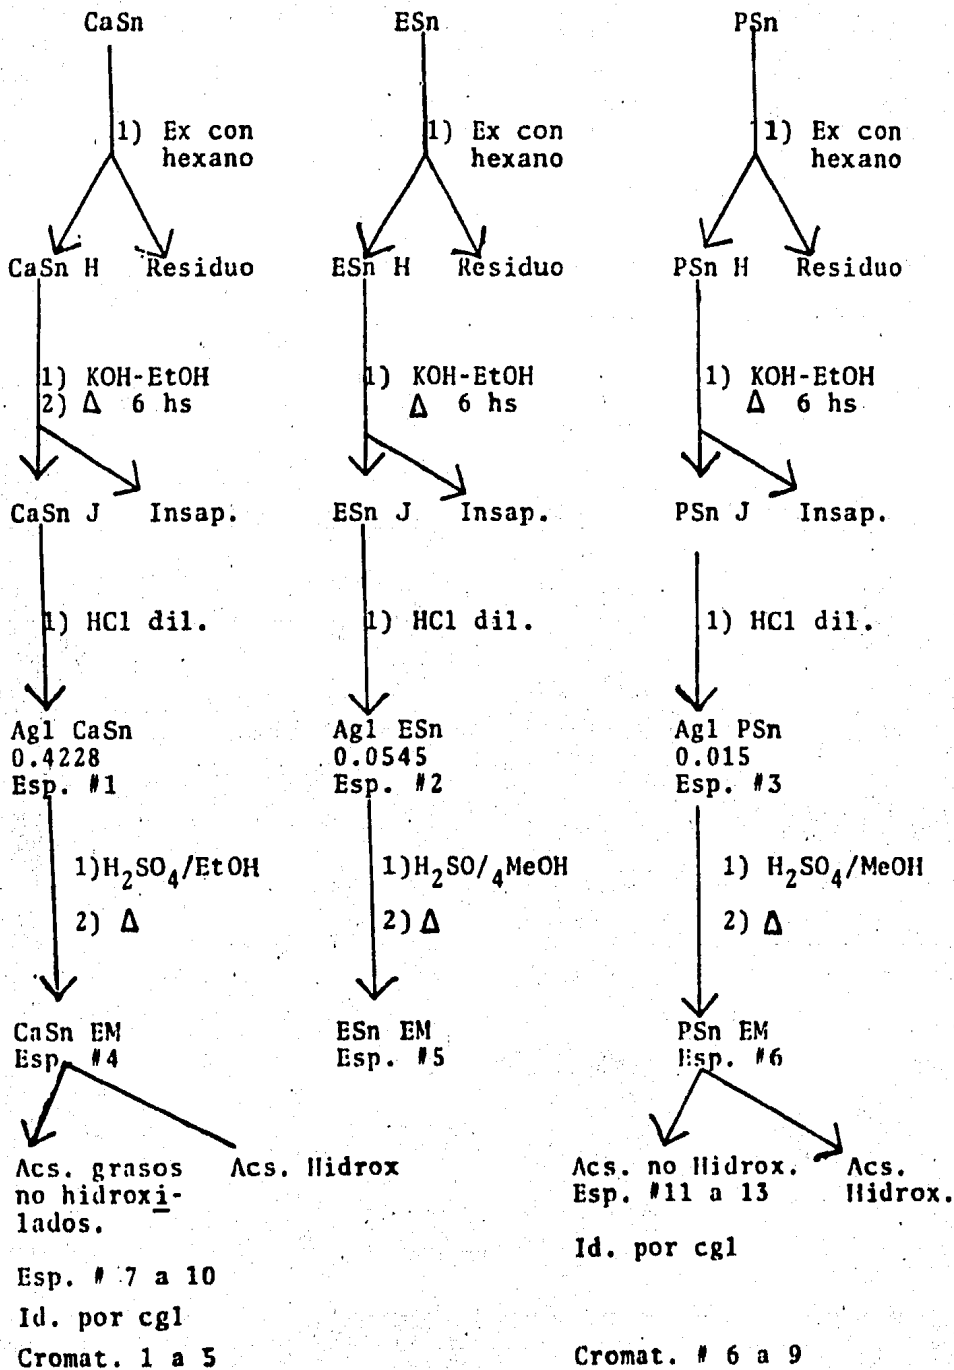 CaSn ESn PSn
1) Ex con 1) Ex con 1) Ex con
hexano hexano hexano
CaSn H Residuo ESn H Residuo PSn H Residuo
1) KOH-EtOH 1) KOH-EtOH 1) KOH-EtOH
2) Δ 6 hs Δ 6 hs Δ 6 hs
CaSn J Insap. ESn J Insap. PSn J Insap.
1) HCl dil. 1) HCl dil. 1) HCl dil.
Agl CaSn Agl ESn Agl PSn
0.4228 0.0545 0.015
Esp. #1 Esp. #2 Esp. #3
1)H2SO4/EtOH 1)H2SO/4MeOH 1) H2SO4/MeOH
2) Δ 2) Δ 2) Δ
CaSn EM ESn EM PSn EM
Esp. #4 Esp. #5 Esp. #6
Acs. grasos Acs. Hidrox Acs. no Hidrox. Acs.
no hidroxi- Esp. #11 a 13 Hidrox.
lados.
Id. por cgl
Esp. # 7 a 10
Id. por cgl
Cromat. 1 a 5 Cromat. # 6 a 9